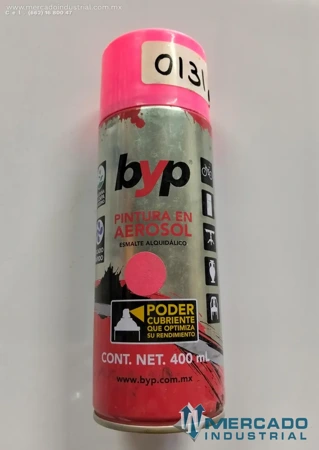 www.mercadoindustrial.com.mx
byp
PINTURA EN
AEROSOL
ESMALTE ALQUIDÁLICO
PODER
CUBRIENTE
QUE OPTIMIZA
SU RENDIMIENTO
CONT. NET. 400 mL
www.byp.com.mx
MERCADO
INDUSTRIAL